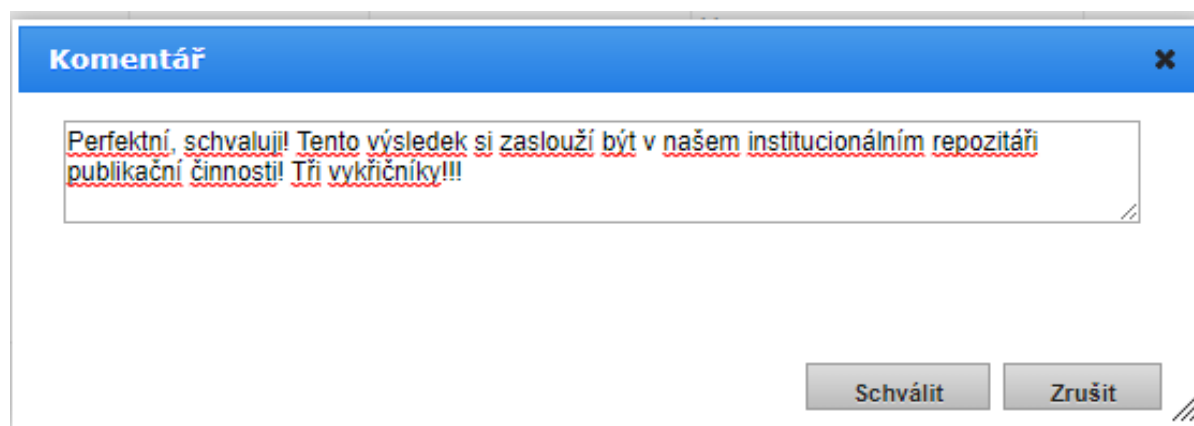 Komentář
Perfektní, schvaluji! Tento výsledek si zaslouží být v našem institucionálním repozitáři
publikační činnosti! Tři vykřičníky!!!
Schválit
Zrušit